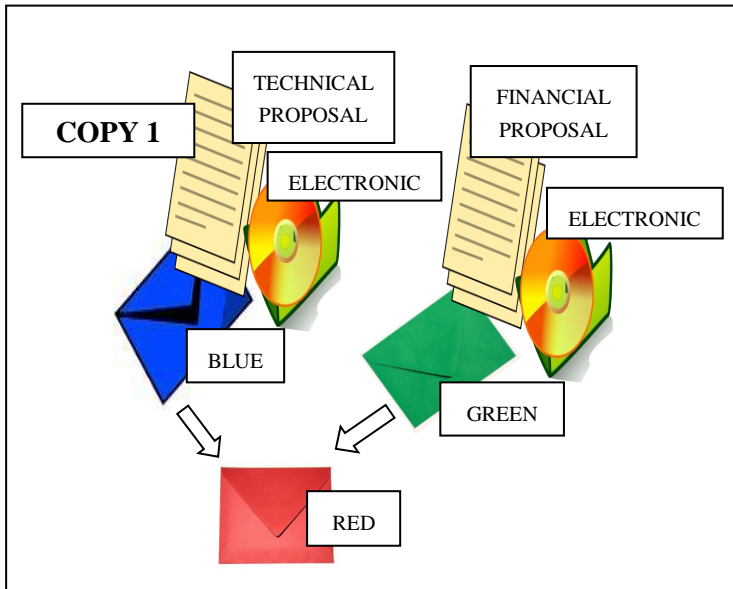 TECHNICAL
PROPOSAL
FINANCIAL
PROPOSAL
COPY 1
ELECTRONIC
ELECTRONIC
BLUE
GREEN
RED